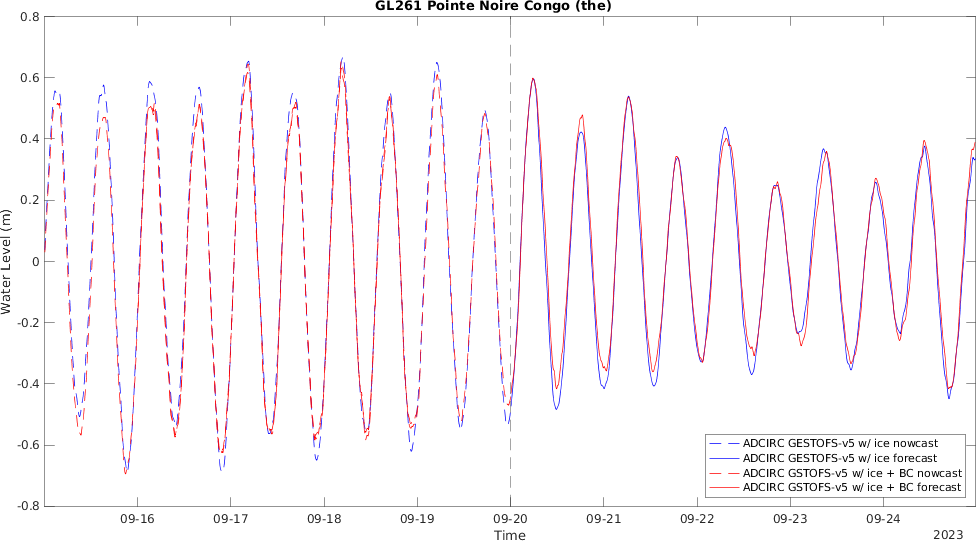 GL261 Pointe Noire Congo (the)
0.8
0.6
0.4
0.2
0
-0.2
-0.4
-0.6
-0.8
Water Level (m)
ADCIRC GESTOFS-v5 w/ ice nowcast
ADCIRC GESTOFS-v5 w/ ice forecast
ADCIRC GSTOFS-v5 w/ ice + BC nowcast
ADCIRC GSTOFS-v5 w/ ice + BC forecast
09-16 09-17 09-18 09-19 09-20 09-21 09-22 09-23 09-24
Time
2023